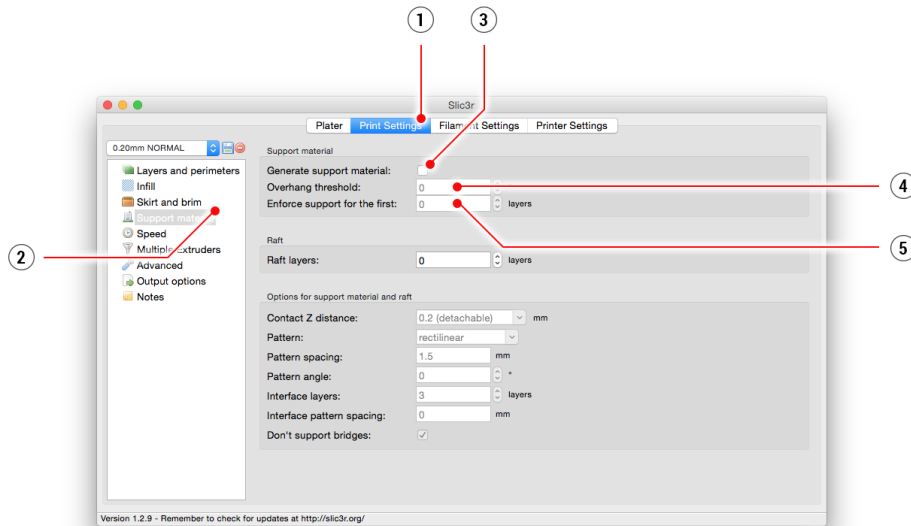 1 3
Slic3r
Plater Print Settings Filament Settings Printer Settings
0.20mm NORMAL
Support material
Layers and perimeters
Generate support material:
Infill
Overhang threshold: 0
4
Skirt and brim
Enforce support for the first: 0 layers
Support material
Speed
Raft
2
Multiple Extruders
5
Raft layers: 0 layers
Advanced
Output options
Notes
Options for support material and raft
Contact Z distance: 0.2 (detachable) mm
Pattern: rectilinear
Pattern spacing: 1.5 mm
Pattern angle: 0 °
Interface layers: 3 layers
Interface pattern spacing: 0 mm
Don't support bridges:
Version 1.2.9 - Remember to check for updates at http://slic3r.org/